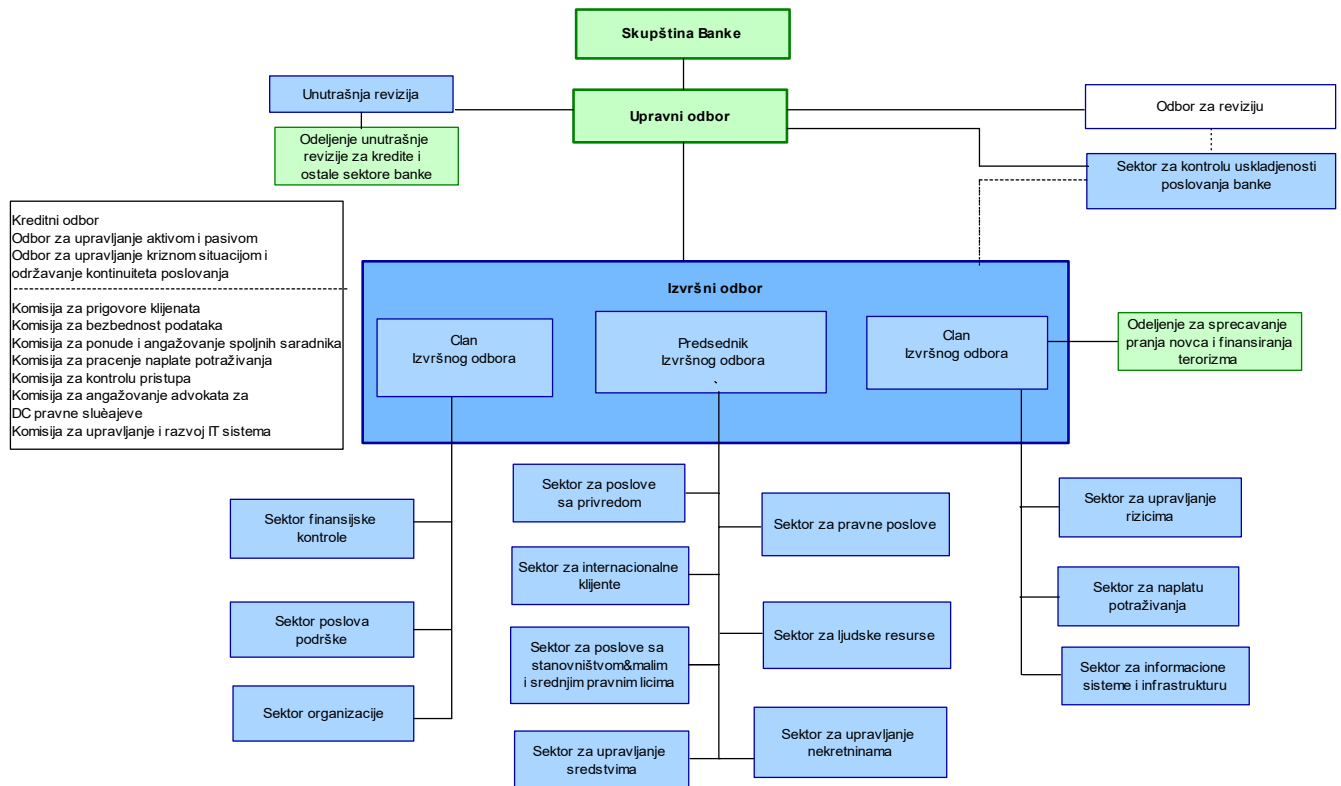 Skupština Banke
Unutrašnja revizija
Upravni odbor
Odbor za reviziju
Odeljenje unutrašnje
revizije za kredite i
ostale sektore banke
Sektor za kontrolu uskladjenosti
poslovanja banke
Kreditni odbor
Odbor za upravljanje aktivom i pasivom
Odbor za upravljanje kriznom situacijom i
održavanje kontinuiteta poslovanja
Komisija za prigovore klijenata
Komisija za bezbednost podataka
Komisija za ponude i angažovanje spoljnih saradnika
Komisija za pracenje naplate potraživanja
Komisija za kontrolu pristupa
Komisija za angažovanje advokata za
DC pravne sluèajeve
Komisija za upravljanje i razvoj IT sistema
Izvršni odbor
Clan
Izvršnog odbora
Predsednik
Izvršnog odbora
Clan
Izvršnog odbora
Odeljenje za sprecavanje
pranja novca i finansiranja
terorizma
Sektor finansijske
kontrole
Sektor poslova
podrške
Sektor organizacije
Sektor za poslove
sa privredom
Sektor za pravne poslove
Sektor za internacionalne
klijente
Sektor za ljudske resurse
Sektor za poslove sa
stanovništvom&malim
i srednjim pravnim licima
Sektor za upravljanje
nekretninama
Sektor za upravljanje
sredstvima
Sektor za upravljanje
rizicima
Sektor za naplatu
potraživanja
Sektor za informacione
sisteme i infrastrukturu